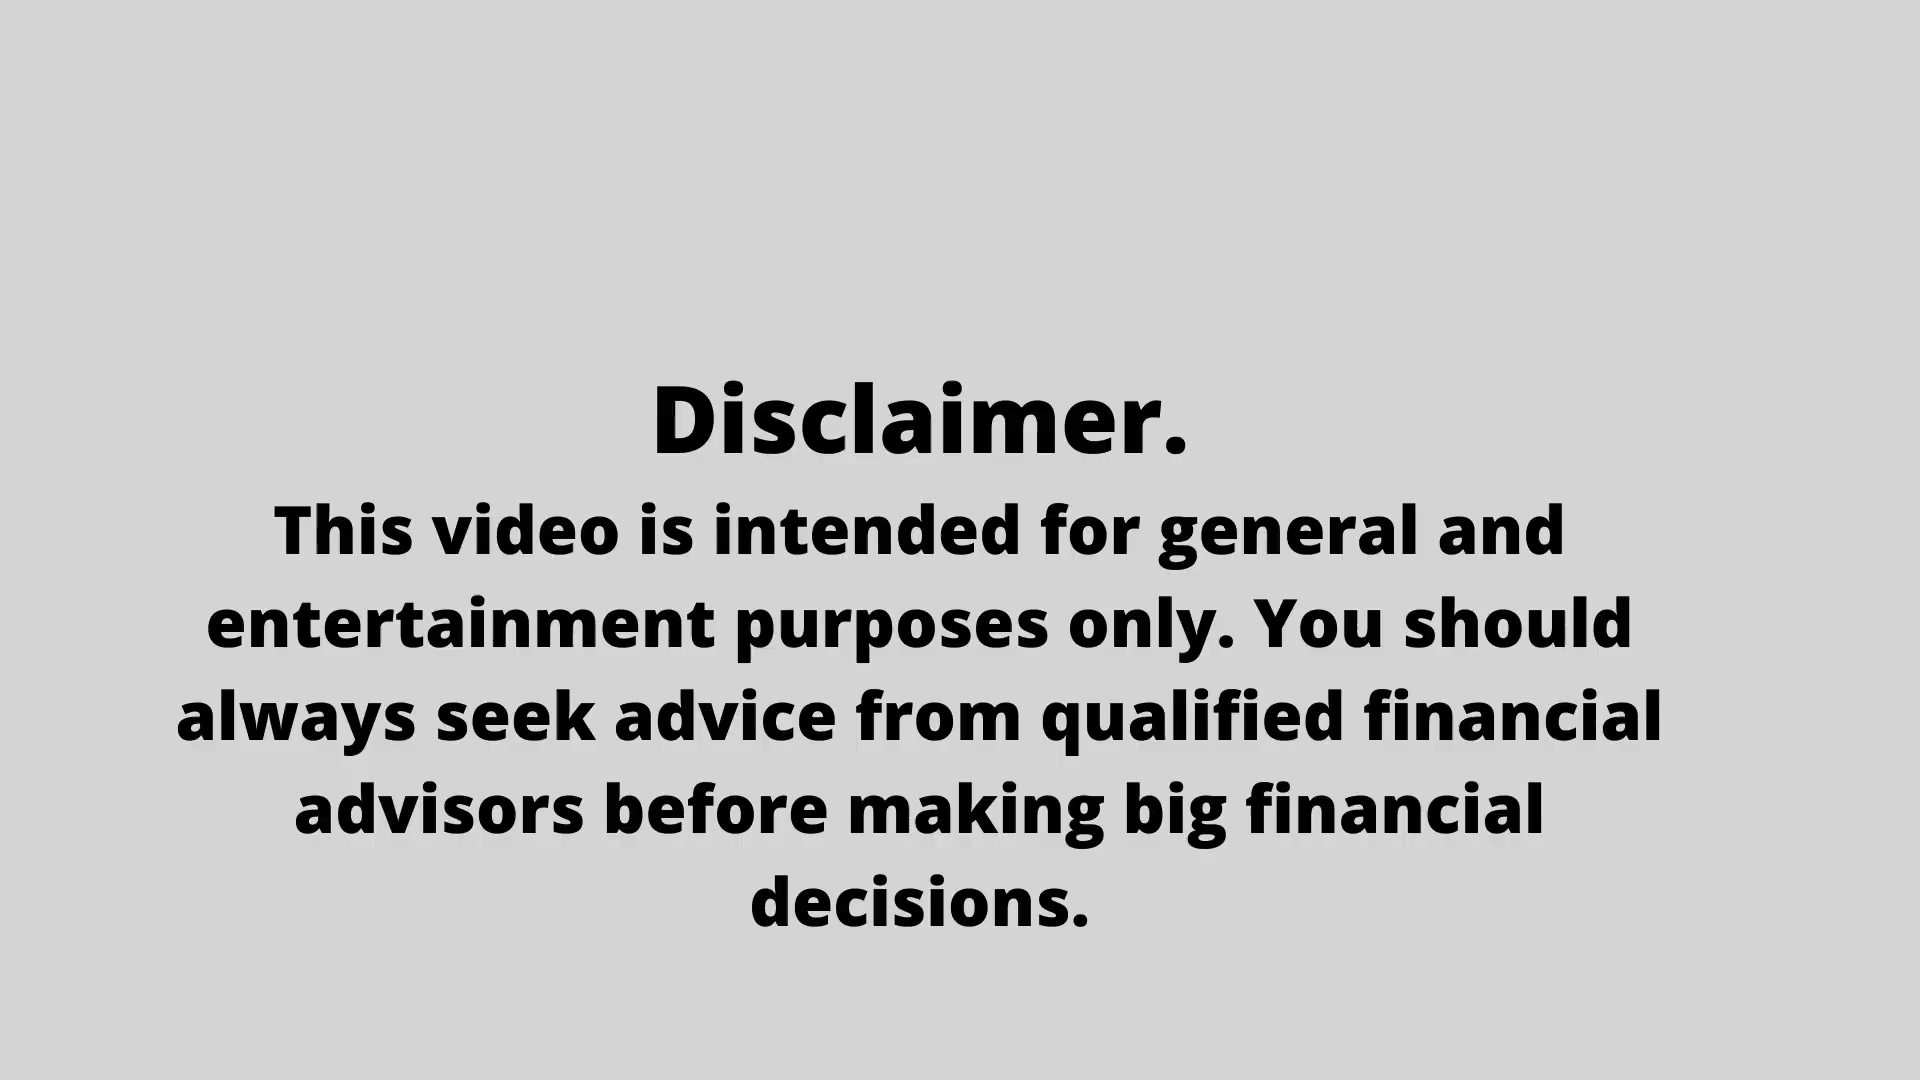 Disclaimer.
This video is intended for general and
entertainment purposes only. You should
always seek advice from qualified financial
advisors before making big financial
decisions.